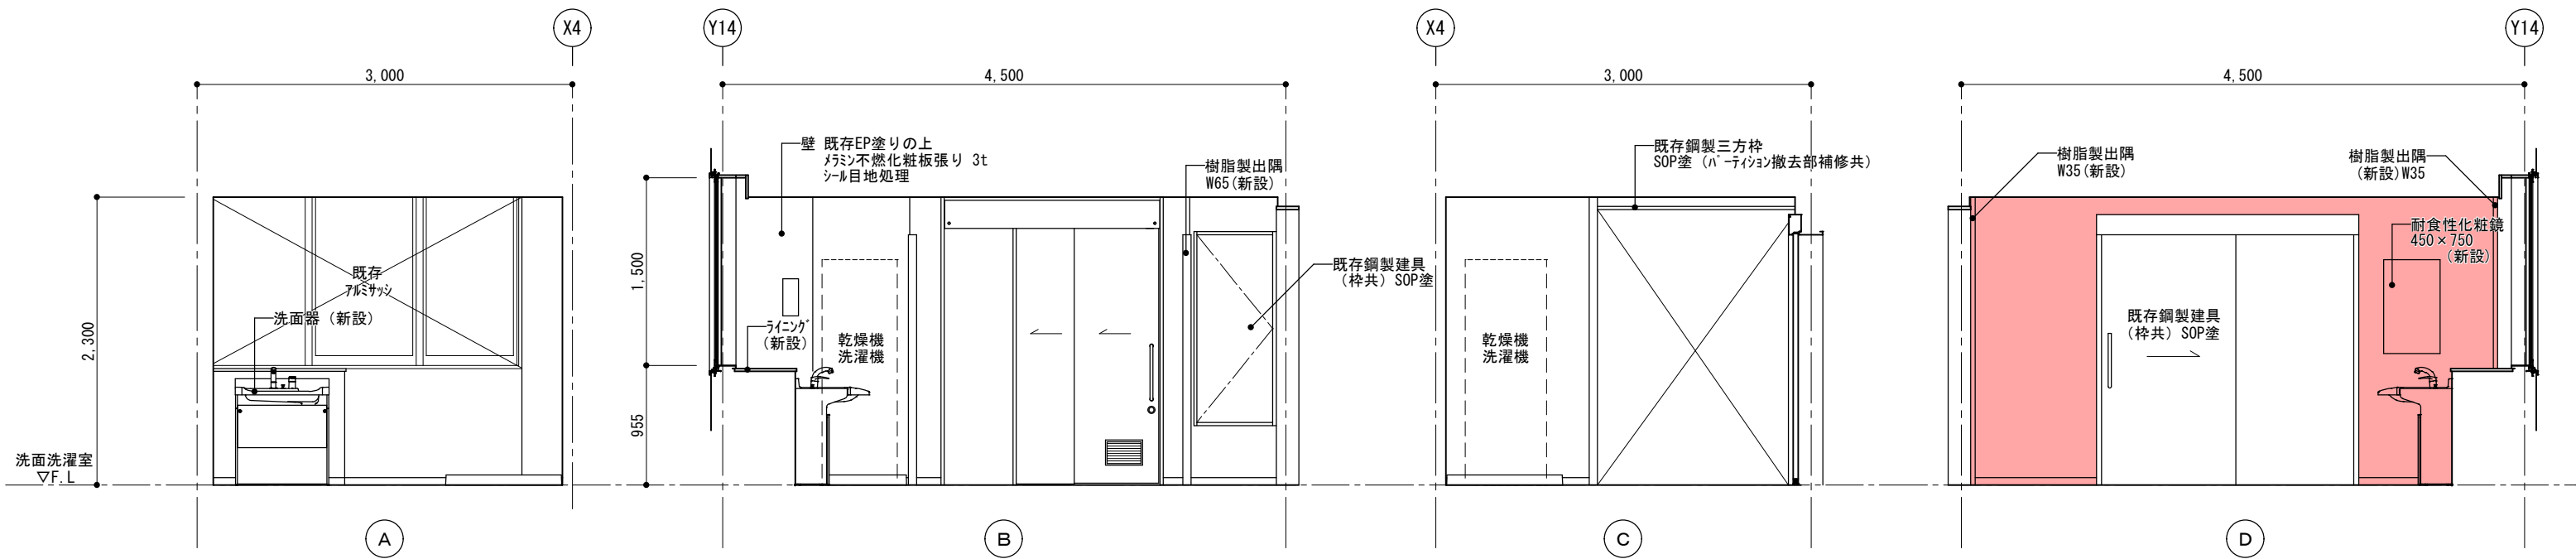 X4
Y14
X4
Y14
3,000
4,500
3,000
4,500
壁 既存EP塗りの上
ﾒﾗﾐﾝ不燃化粧板張り 3t
ｼｰﾙ目地処理
樹脂製出隅
W65(新設)
既存鋼製三方枠
SOP塗 (ﾊﾟｰﾃｨｼｮﾝ撤去部補修共)
樹脂製出隅
W35(新設)
樹脂製出隅
(新設)W35
耐食性化粧鏡
450×750
(新設)
2,300
既存
ｱﾙﾐｻｯｼ
洗面器 (新設)
1,500
955
ﾗｲﾆﾝｸﾞ
(新設)
乾燥機
洗濯機
既存鋼製建具
(枠共) SOP塗
乾燥機
洗濯機
既存鋼製建具
(枠共) SOP塗
洗面洗濯室
▽F.L
A
B
C
D